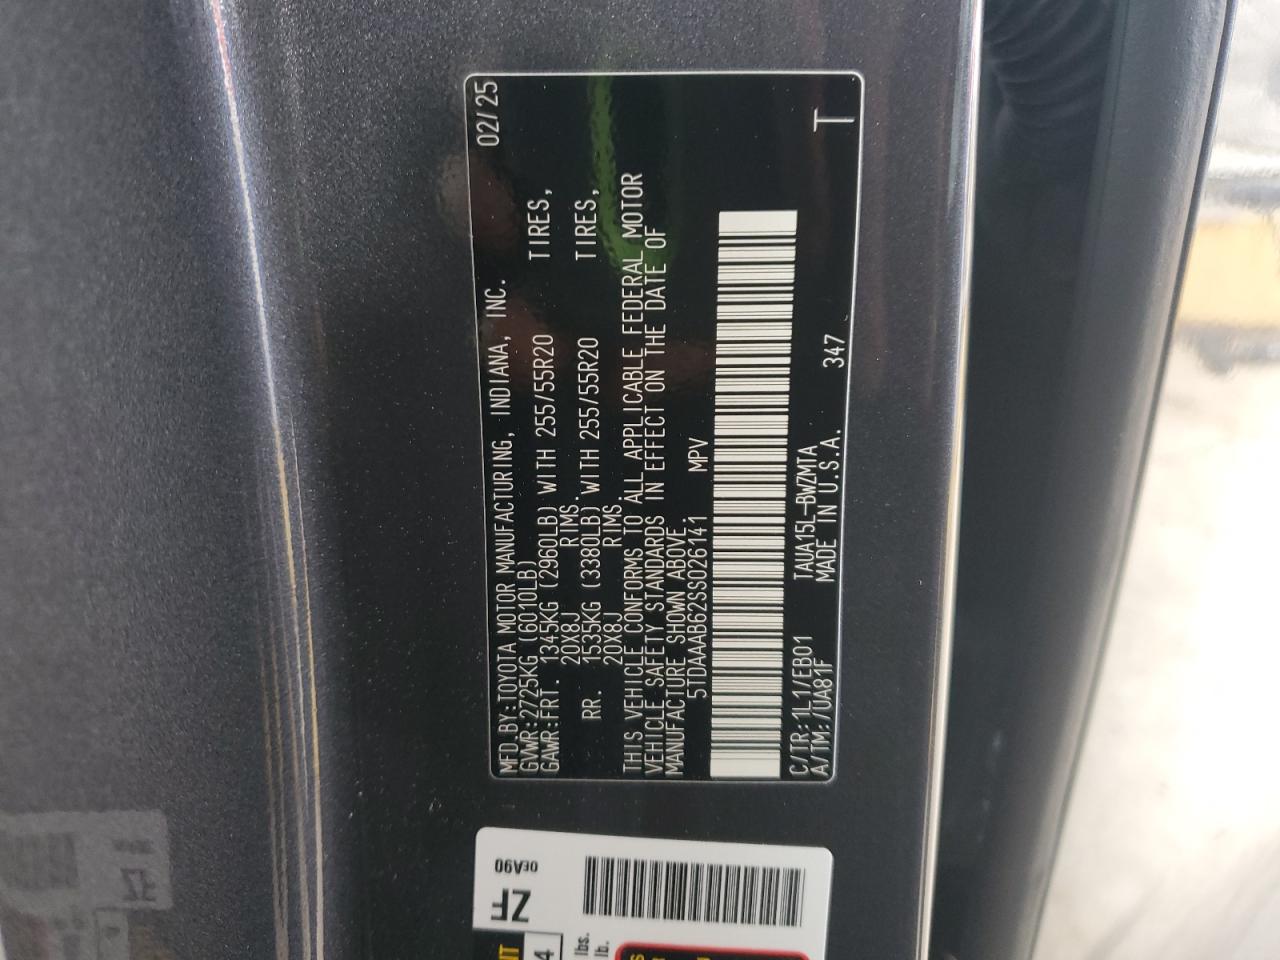 MFD.BY:TOYOTA MOTOR MANUFACTURING, INDIANA, INC. 02/25
GVWR:2725KG (6010LB)
GAWR:FRT. 1345KG (2960LB) WITH 255/55R20 TIRES,
20X8J RIMS.
RR. 1535KG (3380LB) WITH 255/55R20 TIRES,
20X8J RIMS.
THIS VEHICLE CONFORMS TO ALL APPLICABLE FEDERAL MOTOR
VEHICLE SAFETY STANDARDS IN EFFECT ON THE DATE OF
MANUFACTURE SHOWN ABOVE.
5TDAAAB62SS026141 MPV
C/TR:1L1/EB01 TAUA15L-BWZMTA
A/TM:/UA81F MADE IN U.S.A. 347 T
ZF
0EA90
lbs.
lb.
4